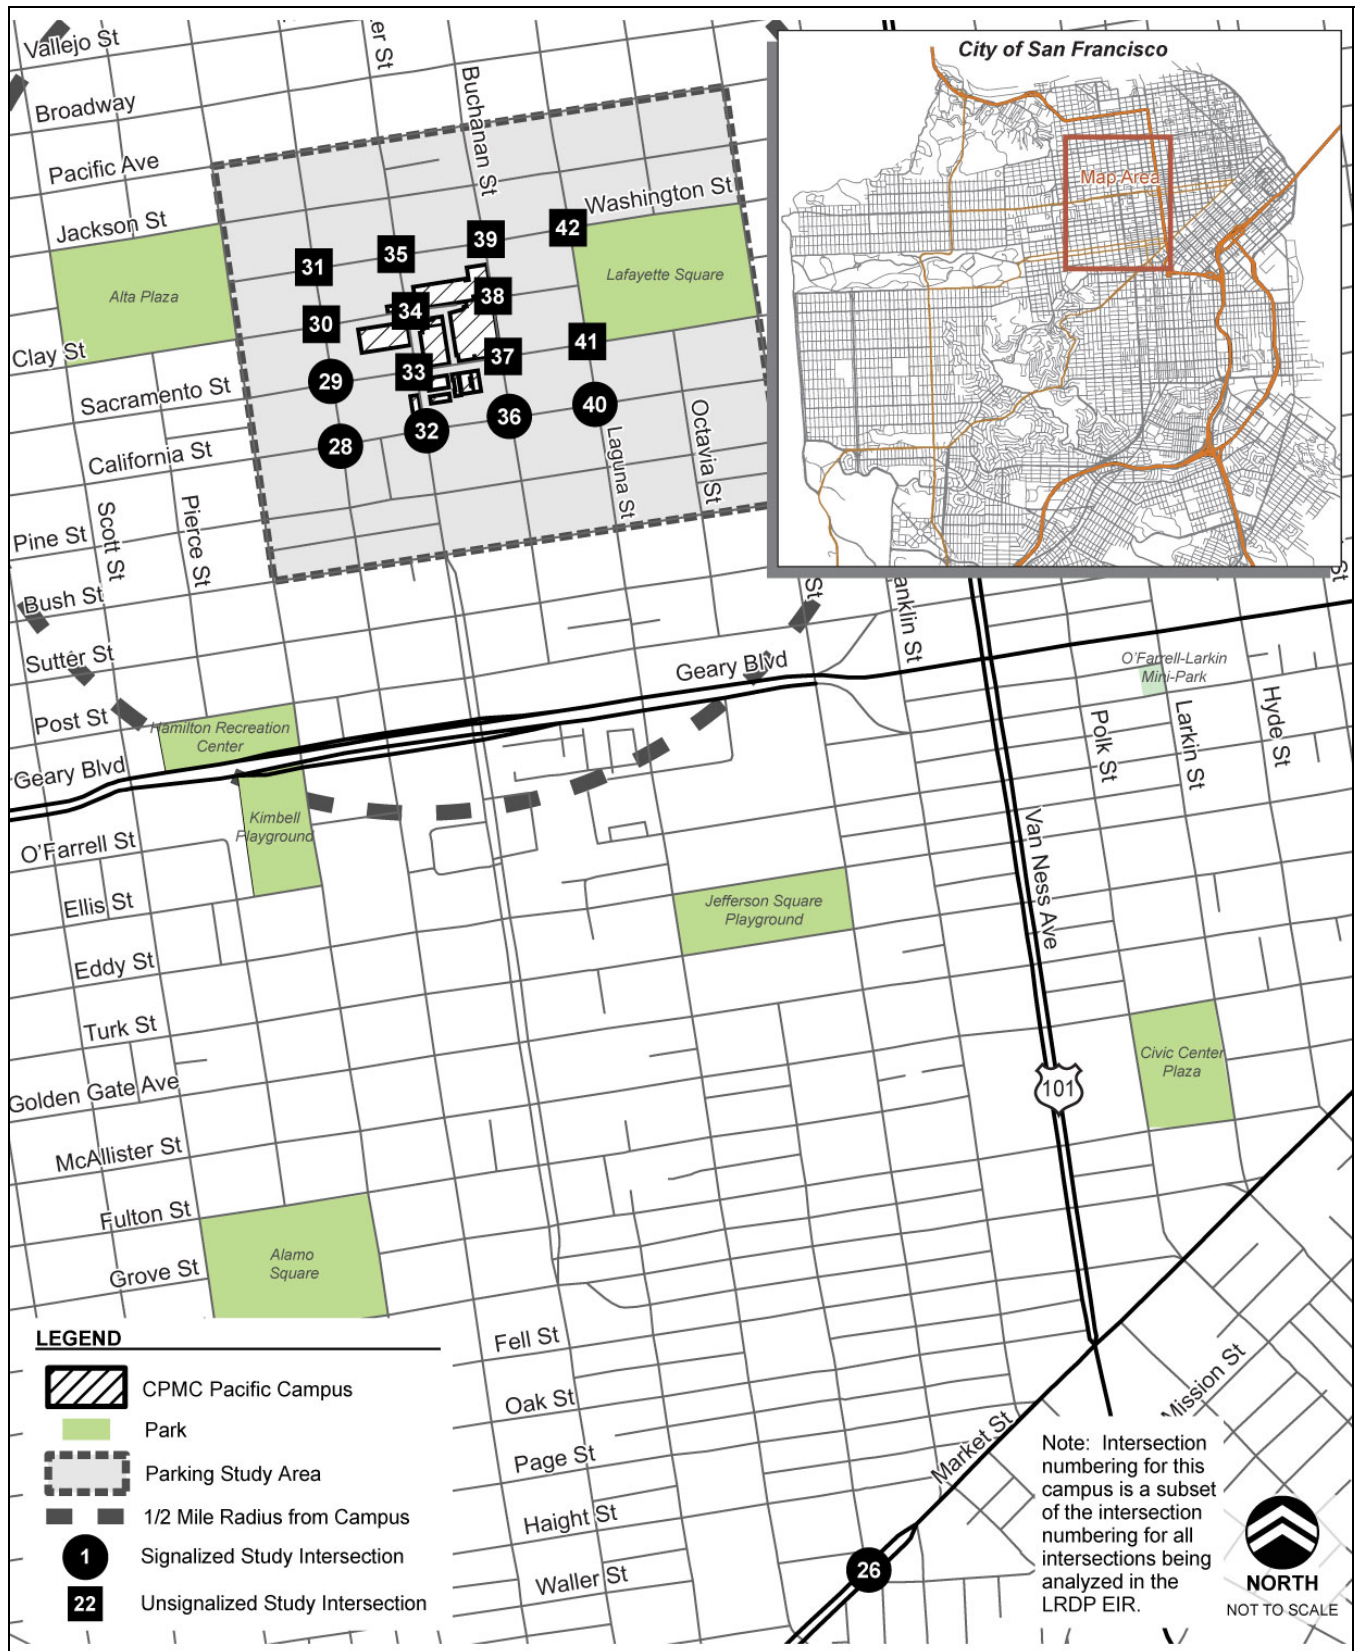 Vallejo St
er St
City of San Francisco
Broadway
Buchanan St
Pacific Ave
Map Area
Jackson St
Washington St
42
39
35
31
Lafayette Square
Alta Plaza
38
34
30
41
37
Clay St
33
29
Sacramento St
40
36
32
28
California St
Laguna St
Octavia St
Scott St
Pierce St
Pine St
St
St
Bush St
anklin St
Sutter St
Geary Blvd
O'Farrell-Larkin
Mini-Park
Post St
Hamilton Recreation
Center
Polk St
Larkin St
Hyde St
Geary Blvd
Kimbell
Playground
O'Farrell St
Van Ness Ave
Ellis St
Jefferson Square
Playground
Eddy St
Turk St
Civic Center
Plaza
101
Golden Gate Ave
McAllister St
Fulton St
Alamo
Square
Grove St
LEGEND
CPMC Pacific Campus
Park
Parking Study Area
1/2 Mile Radius from Campus
1
Signalized Study Intersection
22
Unsignalized Study Intersection
Fell St
Oak St
Page St
Haight St
Waller St
Market St
Mission St
26
Note: Intersection
numbering for this
campus is a subset
of the intersection
numbering for all
intersections being
analyzed in the
LRDP EIR.
NORTH
NOT TO SCALE